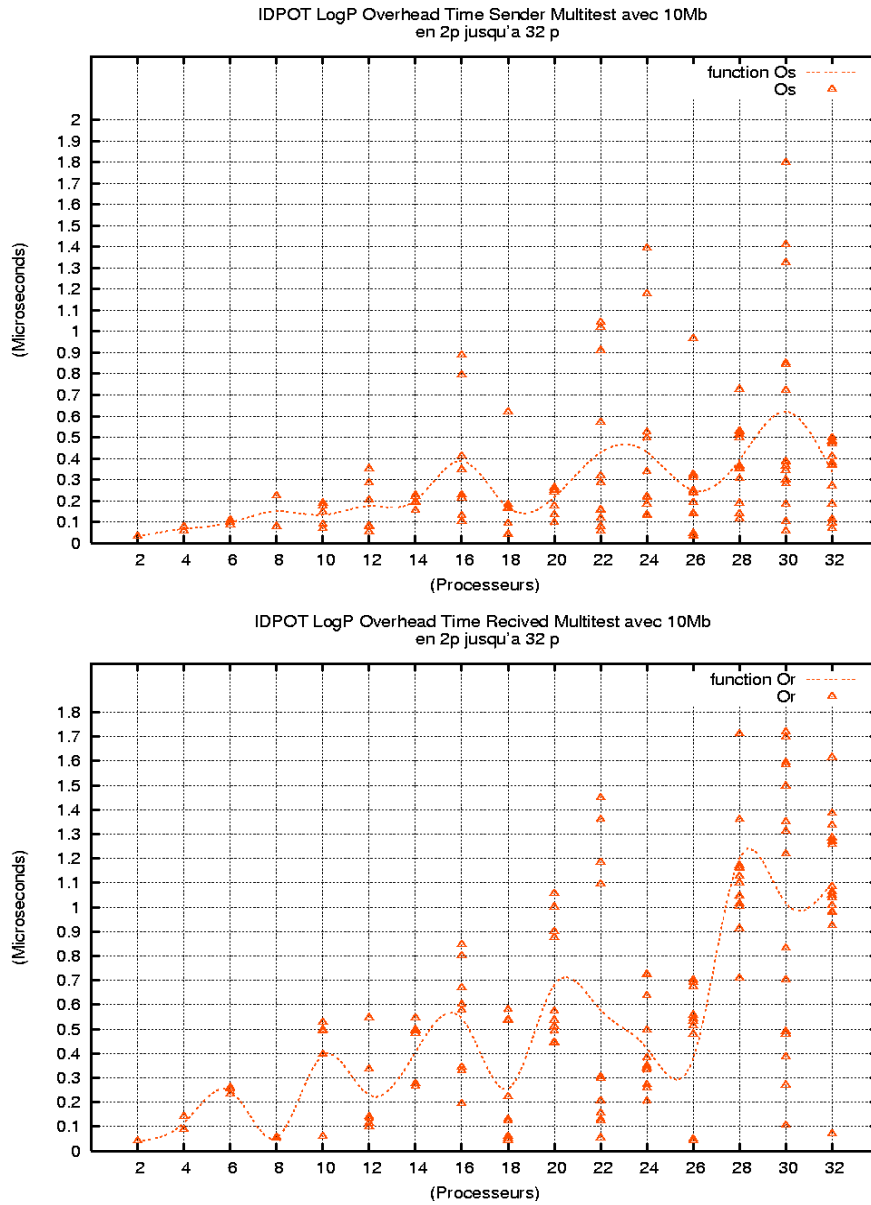 IDPOT LogP Overhead Time Sender Multitest avec 10Mb
en 2p jusqu'a 32 p
function Os
Os
2
1.9
1.8
1.7
1.6
1.5
1.4
1.3
1.2
1.1
1
0.9
0.8
0.7
0.6
0.5
0.4
0.3
0.2
0.1
0
(Microseconds)
2 4 6 8 10 12 14 16 18 20 22 24 26 28 30 32
(Processeurs)
IDPOT LogP Overhead Time Recived Multitest avec 10Mb
en 2p jusqu'a 32 p
function Or
Or
1.8
1.7
1.6
1.5
1.4
1.3
1.2
1.1
1
0.9
0.8
0.7
0.6
0.5
0.4
0.3
0.2
0.1
0
(Microseconds)
2 4 6 8 10 12 14 16 18 20 22 24 26 28 30 32
(Processeurs)